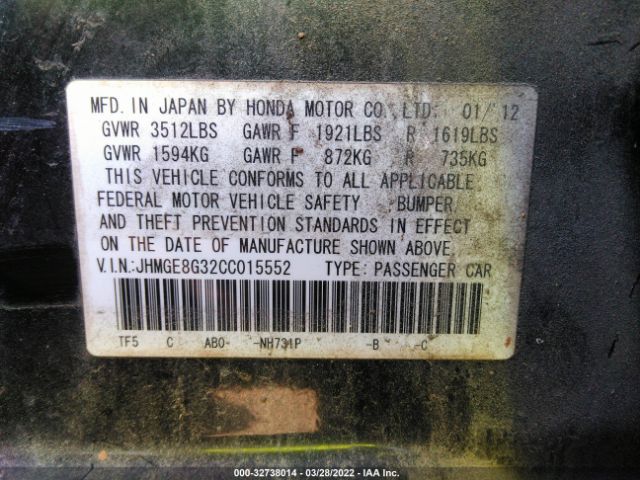 MFD. IN JAPAN BY HONDA MOTOR CO., LTD. 01/12
GVWR 3512LBS GAWR F 1921LBS R 1619LBS
GVWR 1594KG GAWR F 872KG R 735KG
THIS VEHICLE CONFORMS TO ALL APPLICABLE
FEDERAL MOTOR VEHICLE SAFETY BUMPER
AND THEFT PREVENTION STANDARDS IN EFFECT
ON THE DATE OF MANUFACTURE SHOWN ABOVE.
V.I.N.:JHMGE8G32CC015552 TYPE: PASSENGER CAR
TF5 C AB0- -NH731P -B -C
000-32738014 — 03/28/2022 — IAA Inc.